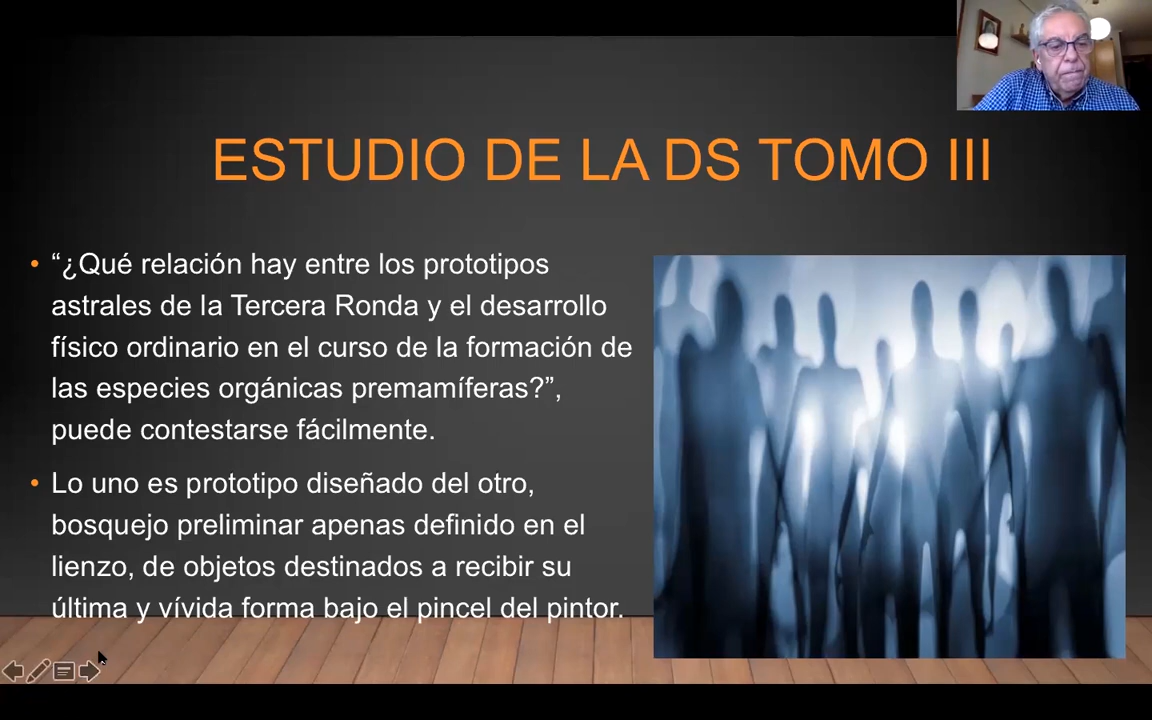 ESTUDIO DE LA DS TOMO III
• “¿Qué relación hay entre los prototipos
astrales de la Tercera Ronda y el desarrollo
físico ordinario en el curso de la formación de
las especies orgánicas premamíferas?”,
puede contestarse fácilmente.
• Lo uno es prototipo diseñado del otro,
bosquejo preliminar apenas definido en el
lienzo, de objetos destinados a recibir su
última y vívida forma bajo el pincel del pintor.